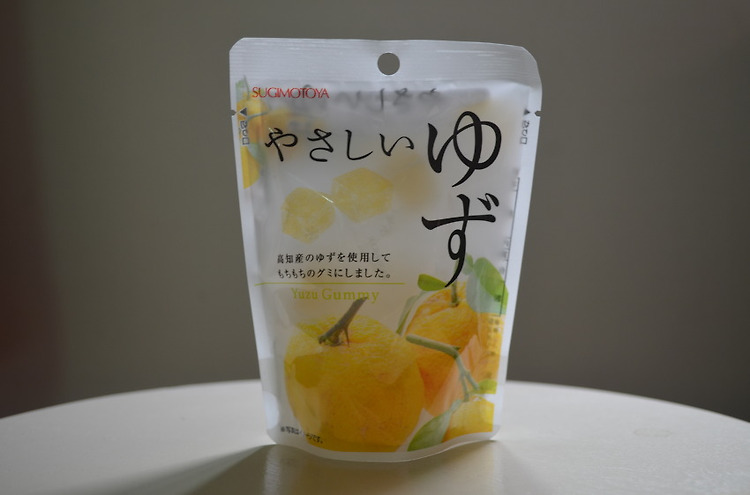 SUGIMOTOYA
やさしい
ゆず
高知産のゆずを使用して
もちもちのグミにしました。
Yuzu Gummy